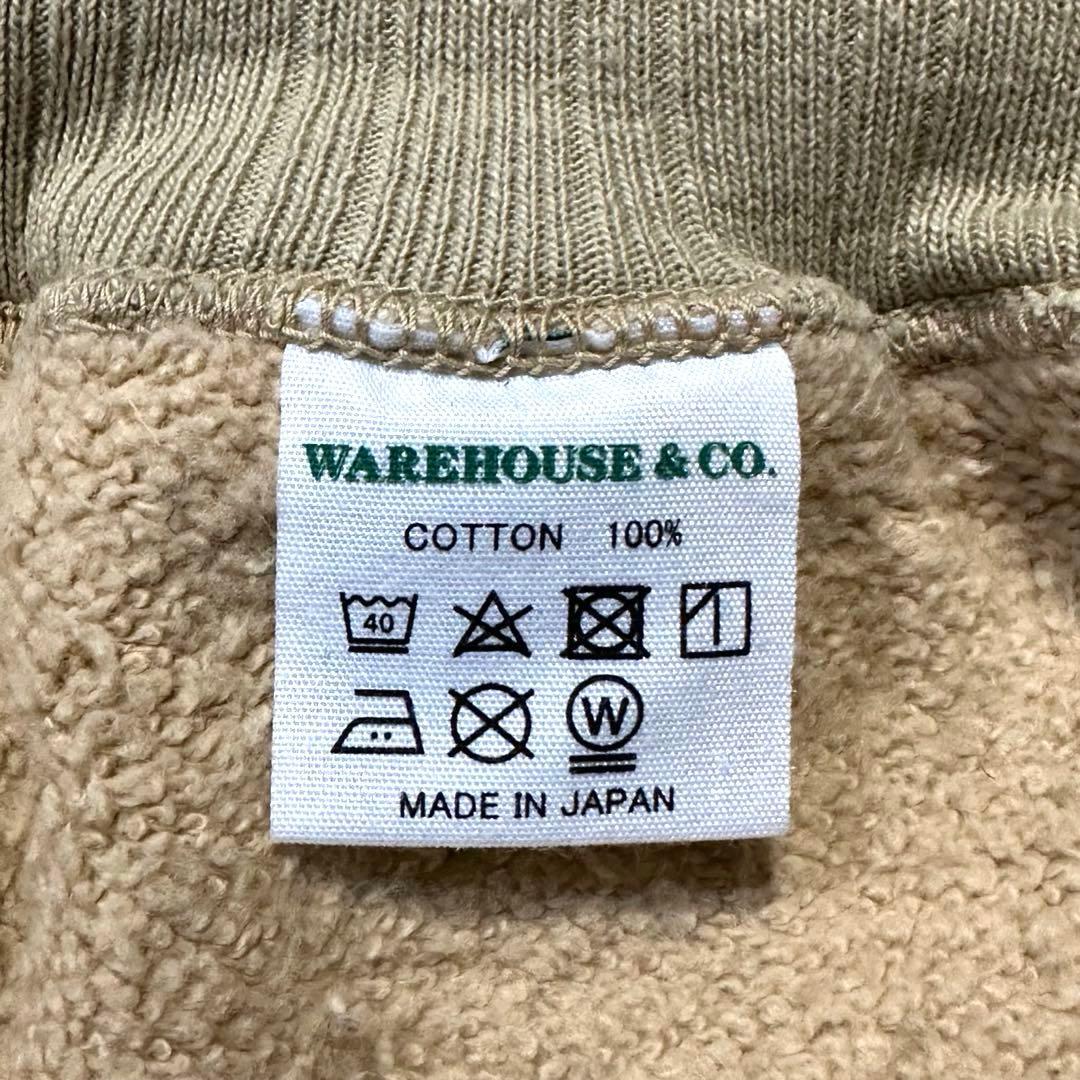 WAREHOUSE & CO.
COTTON 100%
40
W
MADE IN JAPAN